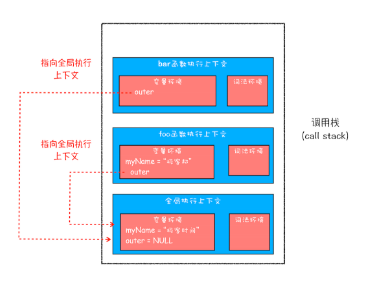 bar函数执行上下文
指向全局执行
上下文
变量环境
词法环境
outer
调用栈
(call stack)
foo函数执行上下文
指向全局执行
上下文
变量环境
词法环境
myName = "极客邦"
outer
全局执行上下文
变量环境
词法环境
myName = "极客时间"
outer = NULL